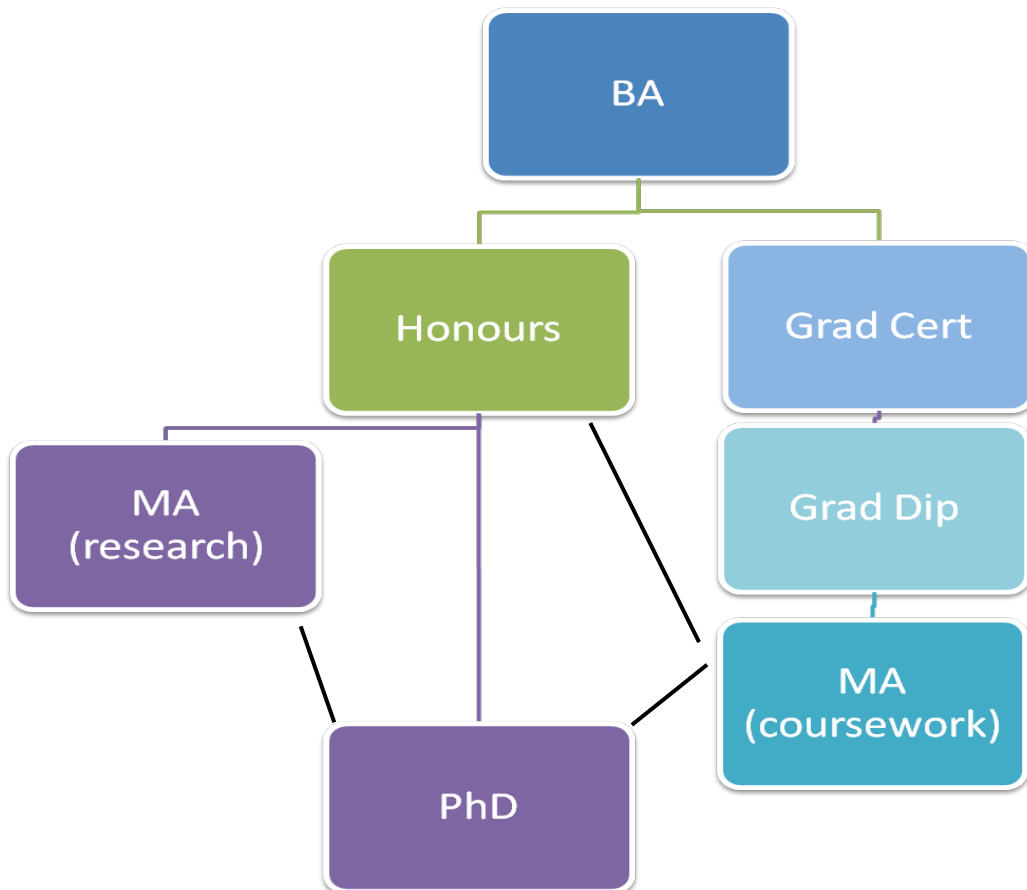 BA
Honours
Grad Cert
MA
(research)
Grad Dip
MA
(coursework)
PhD